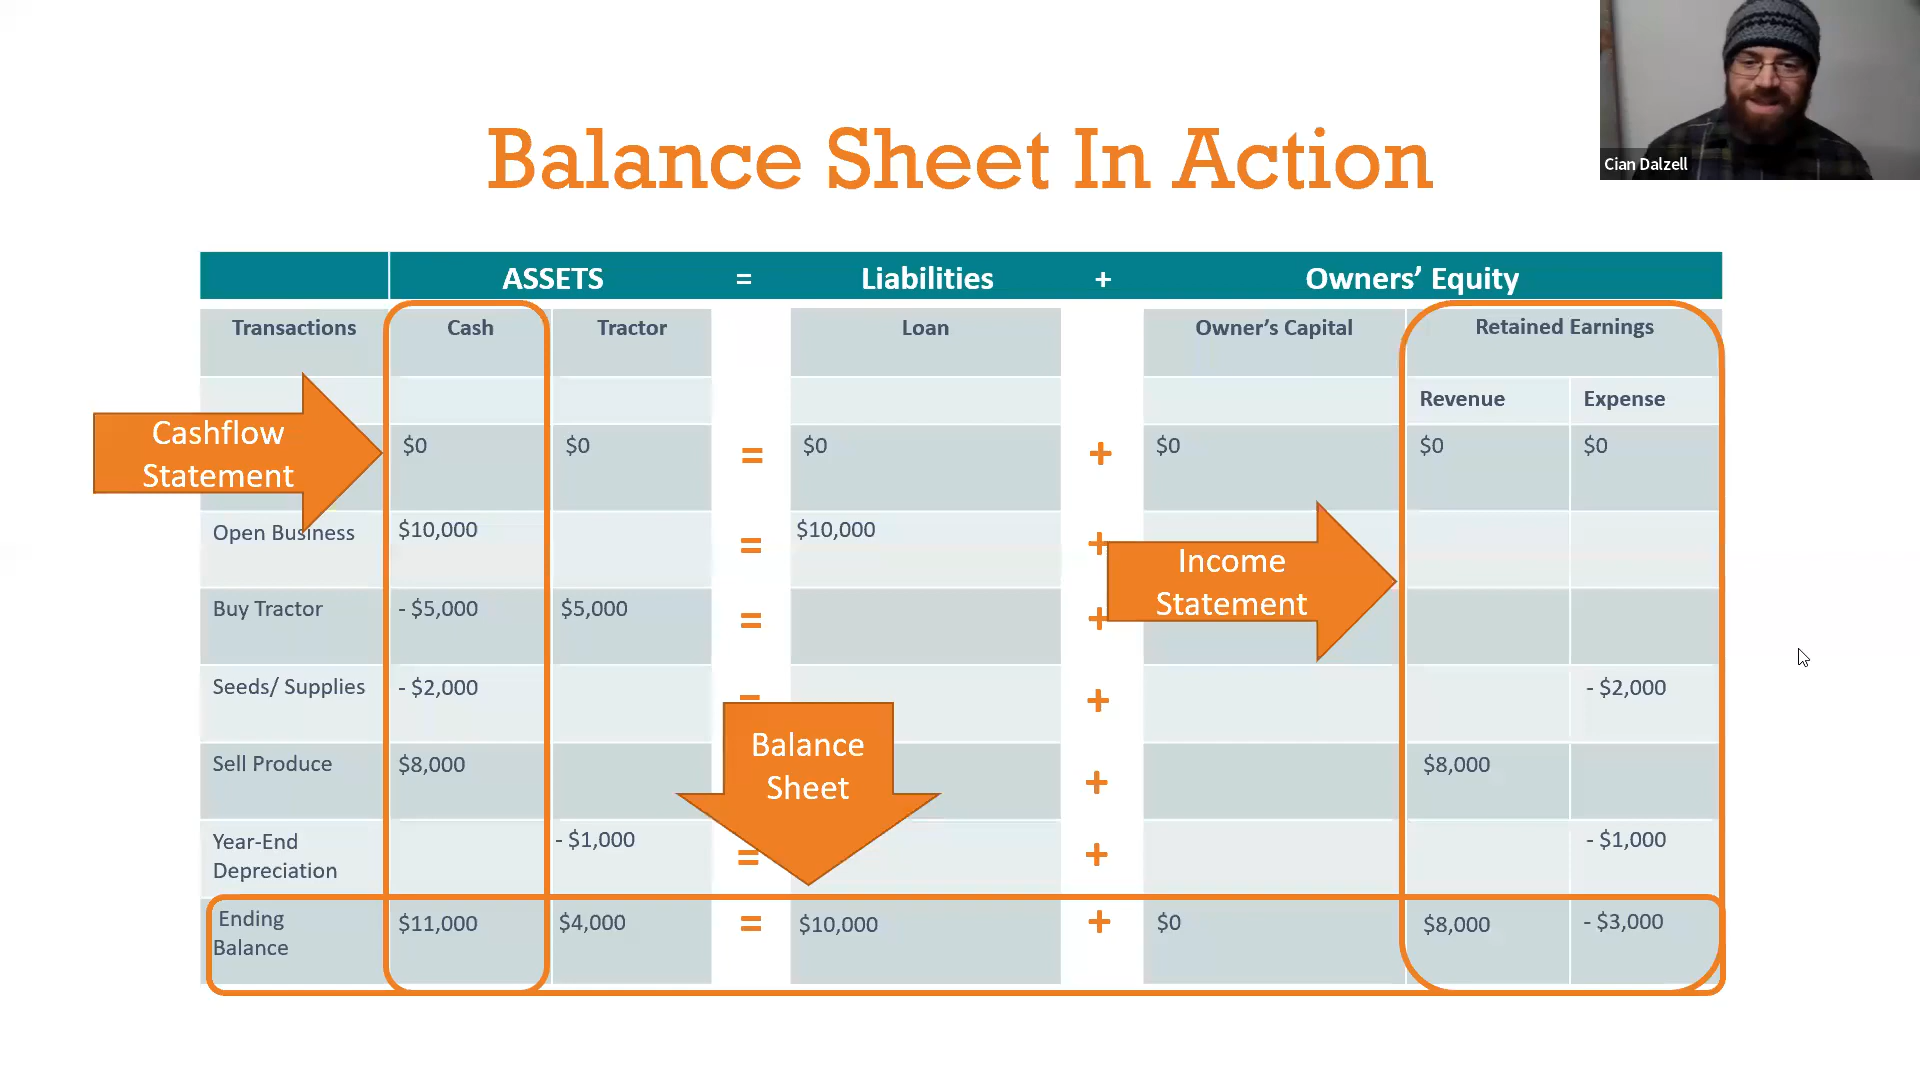 Cian Dalzell
Balance Sheet In Action
ASSETS = Liabilities + Owners’ Equity
Transactions Cash Tractor Loan Owner’s Capital Retained Earnings
Revenue Expense
Cashflow
Statement
$0 $0 = $0 + $0 $0 $0
Open Business $10,000 = $10,000 +
Income
Statement
Buy Tractor - $5,000 $5,000 = +
Seeds/ Supplies - $2,000 = + - $2,000
Balance
Sheet
Sell Produce $8,000 + $8,000
Year-End
Depreciation - $1,000 = + - $1,000
Ending
Balance $11,000 $4,000 = $10,000 + $0 $8,000 - $3,000